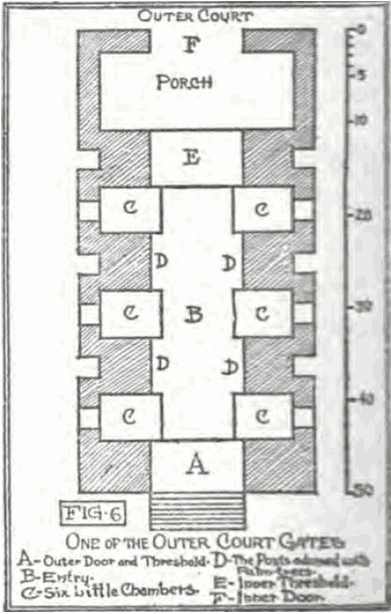 OUTER COURT
F
PORCH
E
C C
D D
C B C
D D
C C
A
0
5
10
20
30
40
50
FIG·6
ONE OF THE OUTER COURT GATES
A-Outer Door and Threshold· D-The Posts adorned with
Palm-trees.
B-Entry·
E-Inner Threshold-
C-Six Little Chambers.
F-Inner Door.